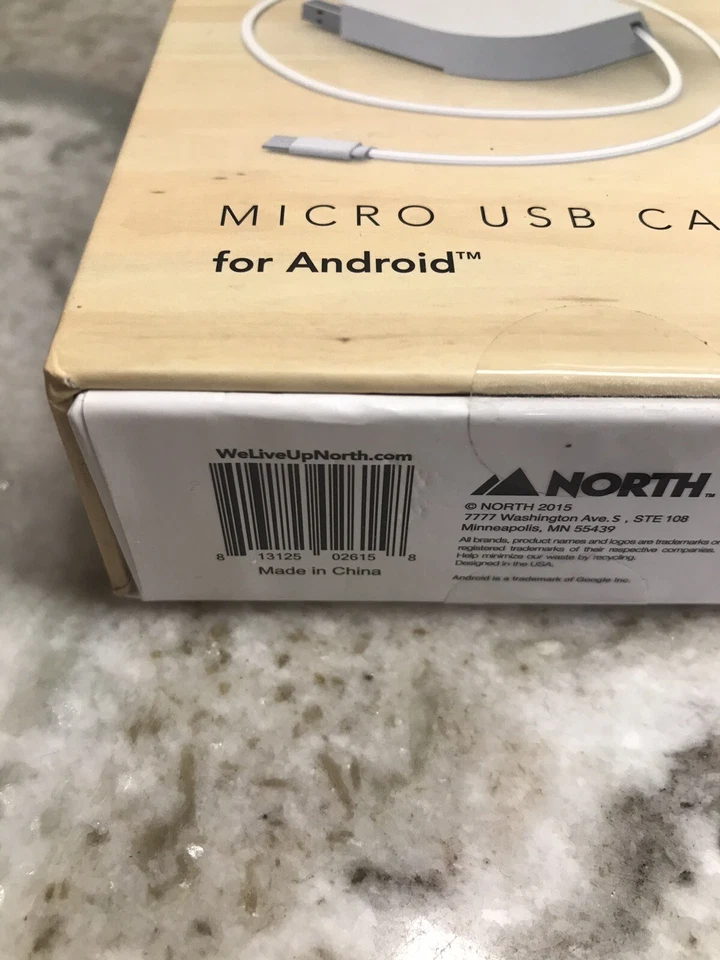 MICRO USB CA
for Android™
WeLiveUpNorth.com
8 13125 02615 8
Made in China
NORTH™
© NORTH 2015
7777 Washington Ave. S , STE 108
Minneapolis, MN 55439
All brands, product names and logos are trademarks or
registered trademarks of their respective companies.
Help minimize our waste by recycling.
Designed in the USA.
Android is a trademark of Google Inc.